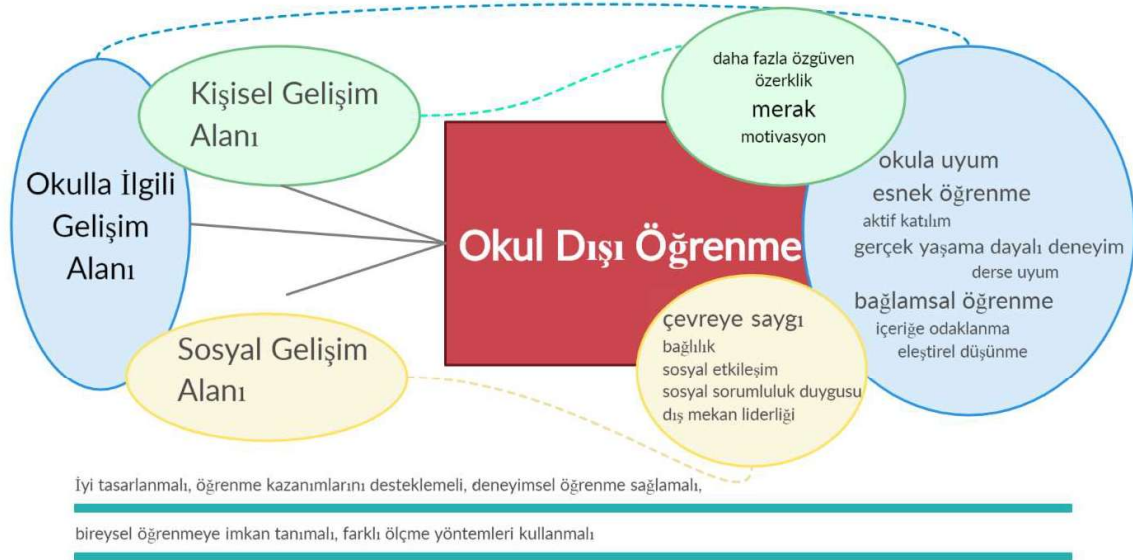 Kişisel Gelişim
Alanı
Okulla İlgili
Gelişim
Alanı
Sosyal Gelişim
Alanı
Okul Dışı Öğrenme
daha fazla özgüven
özerklik
merak
motivasyon
okula uyum
esnek öğrenme
aktif katılım
gerçek yaşama dayalı deneyim
derse uyum
bağlamsal öğrenme
içeriğe odaklanma
eleştirel düşünme
çevreye saygı
bağlılık
sosyal etkileşim
sosyal sorumluluk duygusu
dış mekan liderliği
İyi tasarlanmalı, öğrenme kazanımlarını desteklemeli, deneyimsel öğrenme sağlamalı,
bireysel öğrenmeye imkan tanımalı, farklı ölçme yöntemleri kullanmalı